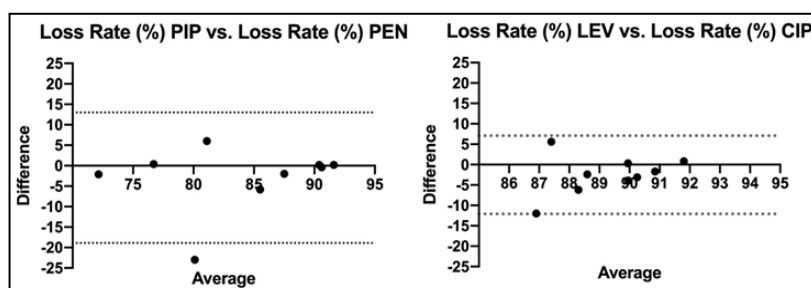 Loss Rate (%) PIP vs. Loss Rate (%) PEN
25
20
15
10
5
0
-5
-10
-15
-20
-25
Difference
75 80 85 90 95
Average
Loss Rate (%) LEV vs. Loss Rate (%) CIP
25
20
15
10
5
0
-5
-10
-15
-20
-25
Difference
86 87 88 89 90 91 92 93 94 95
Average